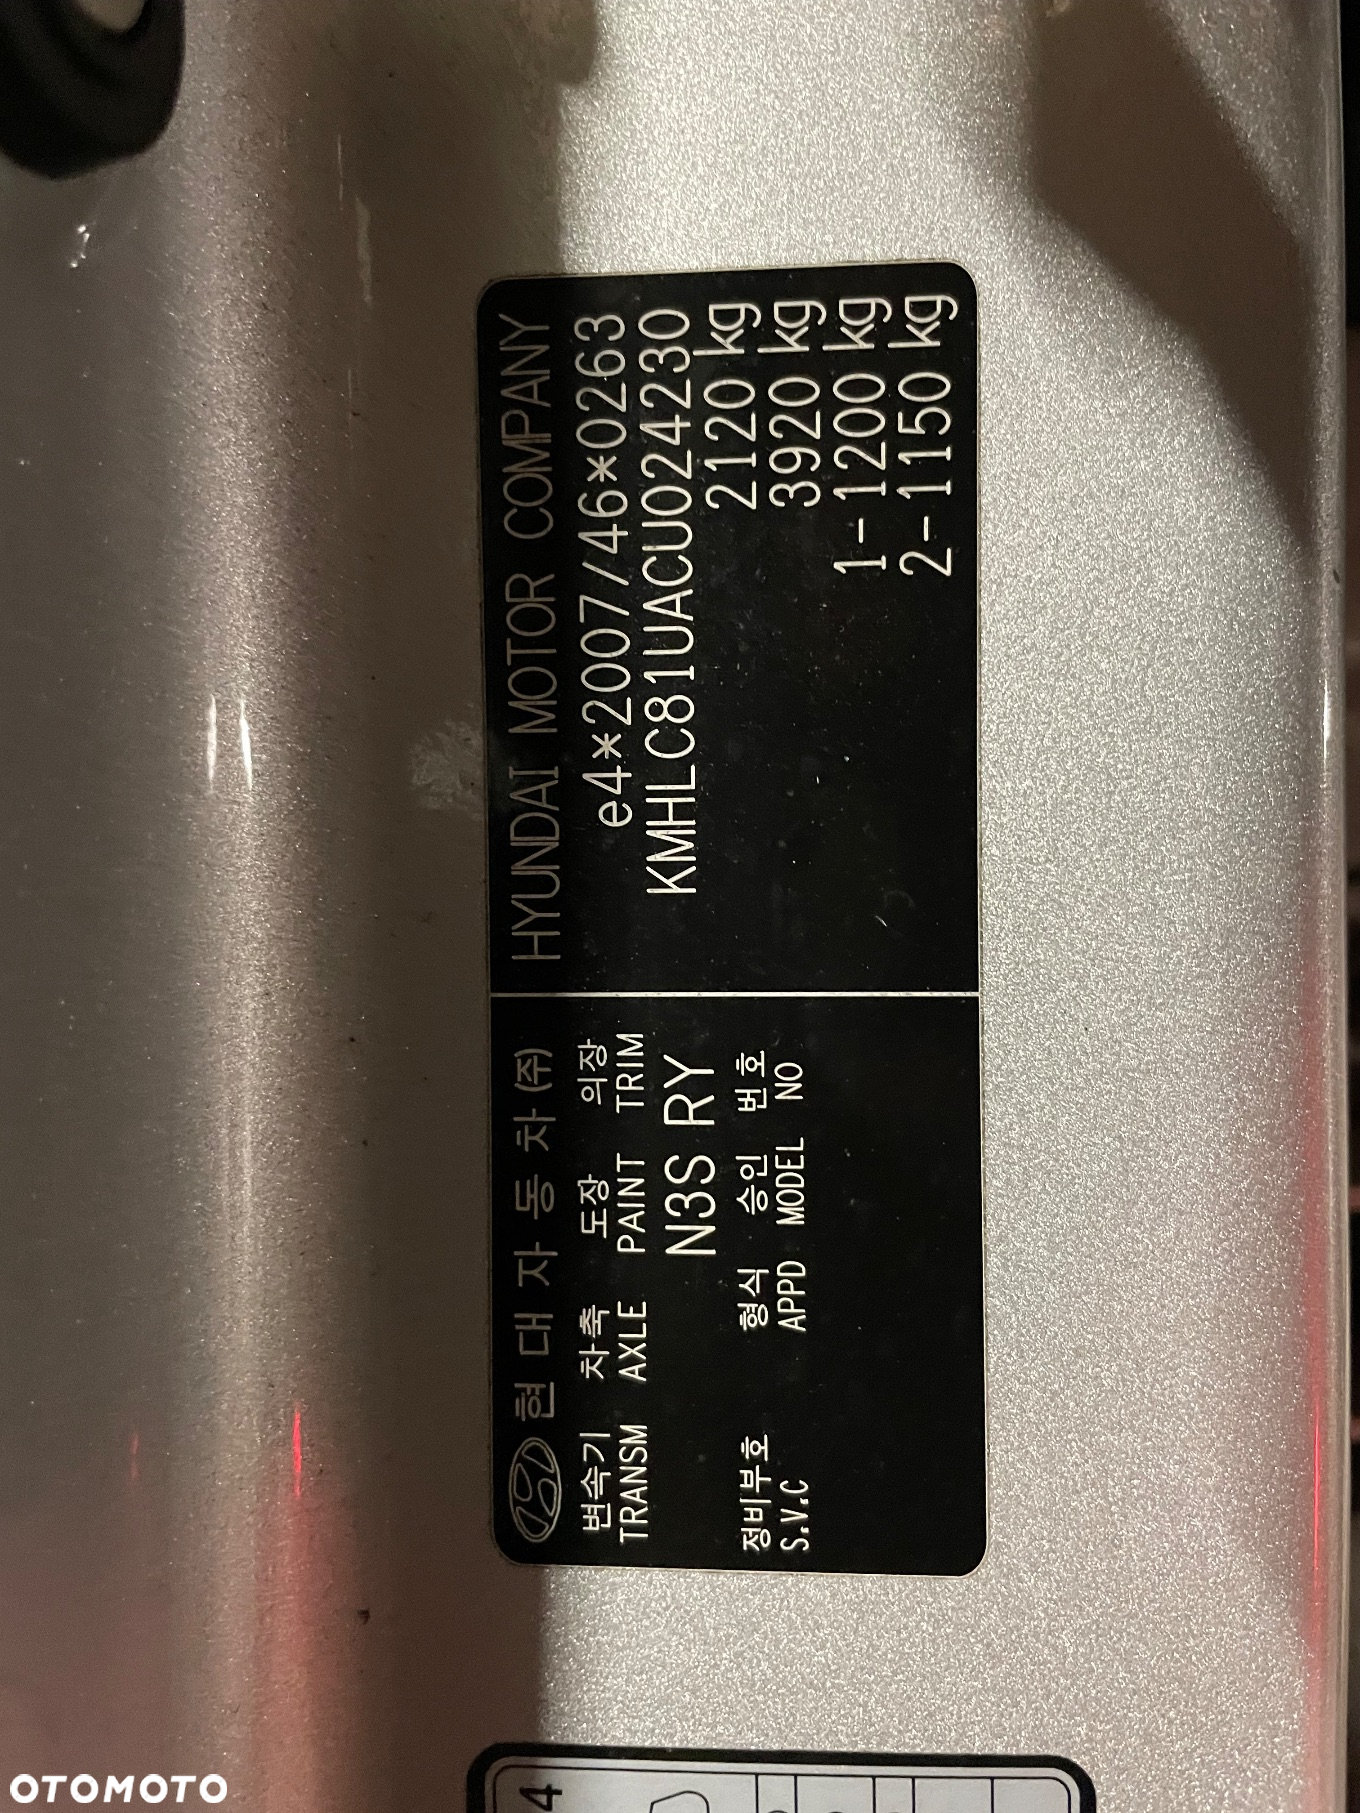 현대자동차(주)
변속기 차축 도장 의장
TRANSM AXLE PAINT TRIM
N3S RY
정비부호 형식 승인 번호
S.V.C APPD MODEL NO
HYUNDAI MOTOR COMPANY
e4*2007/46*0263
KMHLC81UACU024230
2120 kg
3920 kg
1-1200 kg
2-1150 kg
4
OTOMOTO